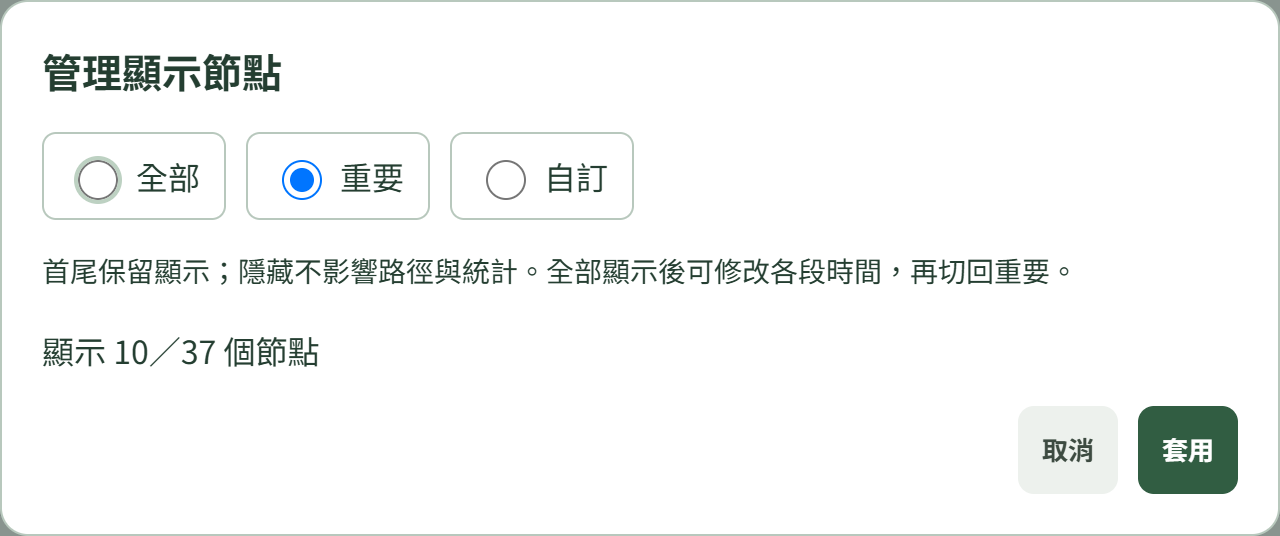 管理顯示節點
全部
重要
自訂
首尾保留顯示；隱藏不影響路徑與統計。全部顯示後可修改各段時間，再切回重要。
顯示 10／37 個節點
取消
套用